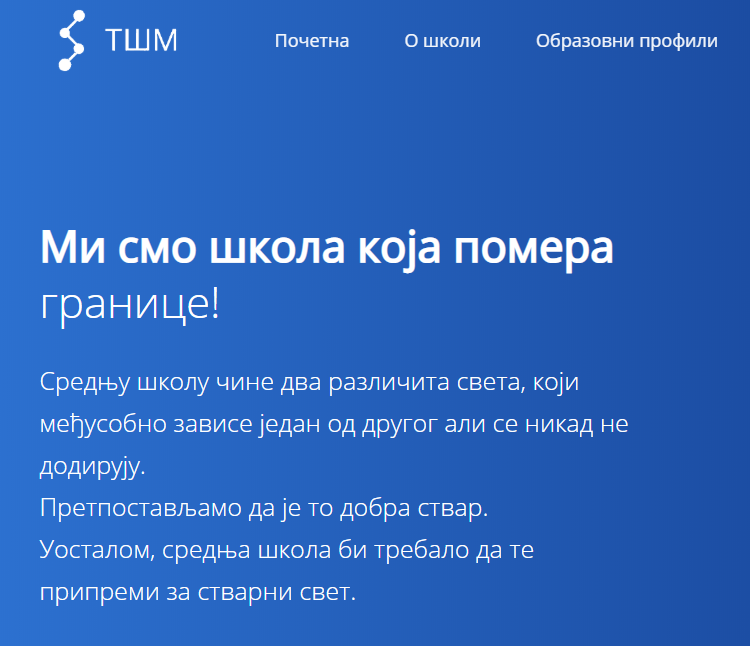 ТШМ
Почетна
О школи
Образовни профили
Ми смо школа која помера
границе!
Средњу школу чине два различита света, који
међусобно зависе један од другог али се никад не
додирују.
Претпостављамо да је то добра ствар.
Уосталом, средња школа би требало да те
припреми за стварни свет.